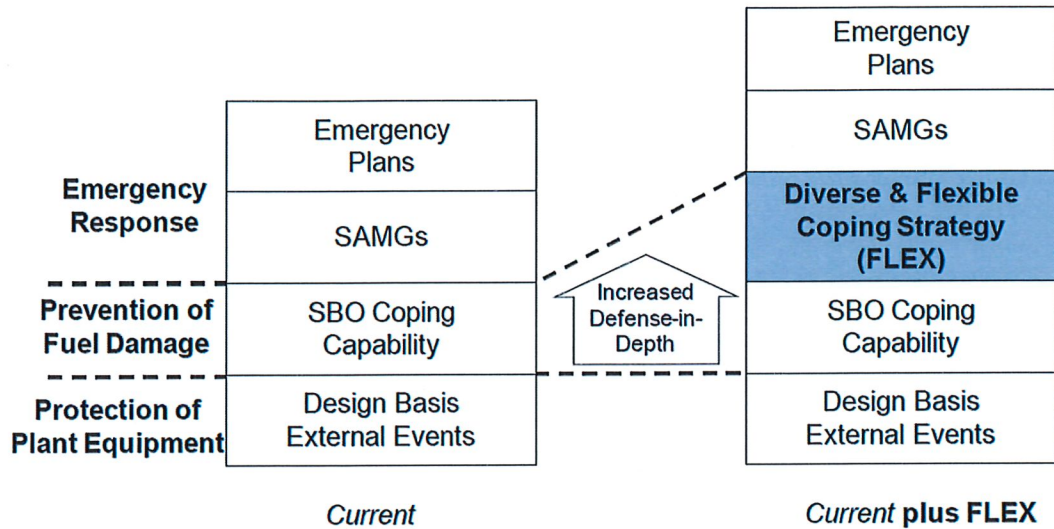 Emergency
Response
Prevention of
Fuel Damage
Protection of
Plant Equipment
Emergency
Plans
SAMGs
SBO Coping
Capability
Design Basis
External Events
Current
Increased
Defense-in-
Depth
Emergency
Plans
SAMGs
Diverse & Flexible
Coping Strategy
(FLEX)
SBO Coping
Capability
Design Basis
External Events
Current plus FLEX